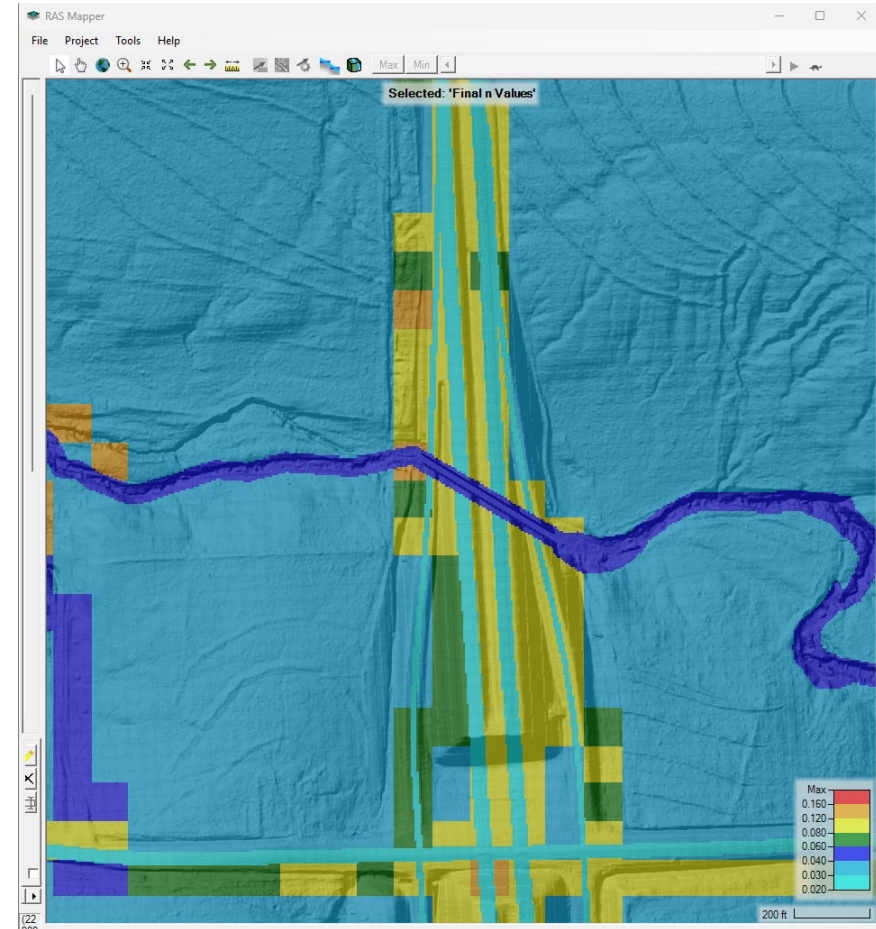 RAS Mapper
File Project Tools Help
Max Min
Selected: 'Final n Values'
Max
0.160
0.120
0.080
0.060
0.040
0.030
0.020
200 ft
(22